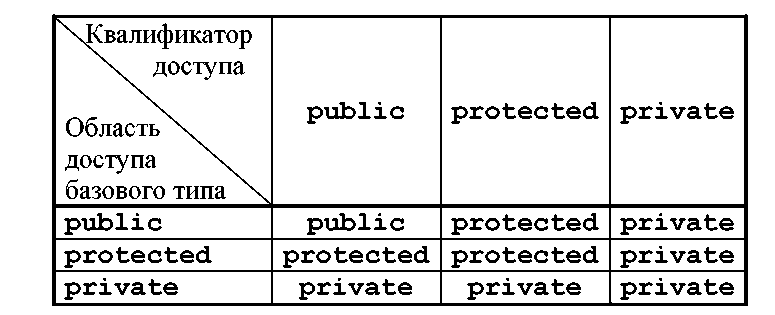 Квалификатор
доступа
Область
доступа
базового типа
public protected private
public public protected private
protected protected protected private
private private private private